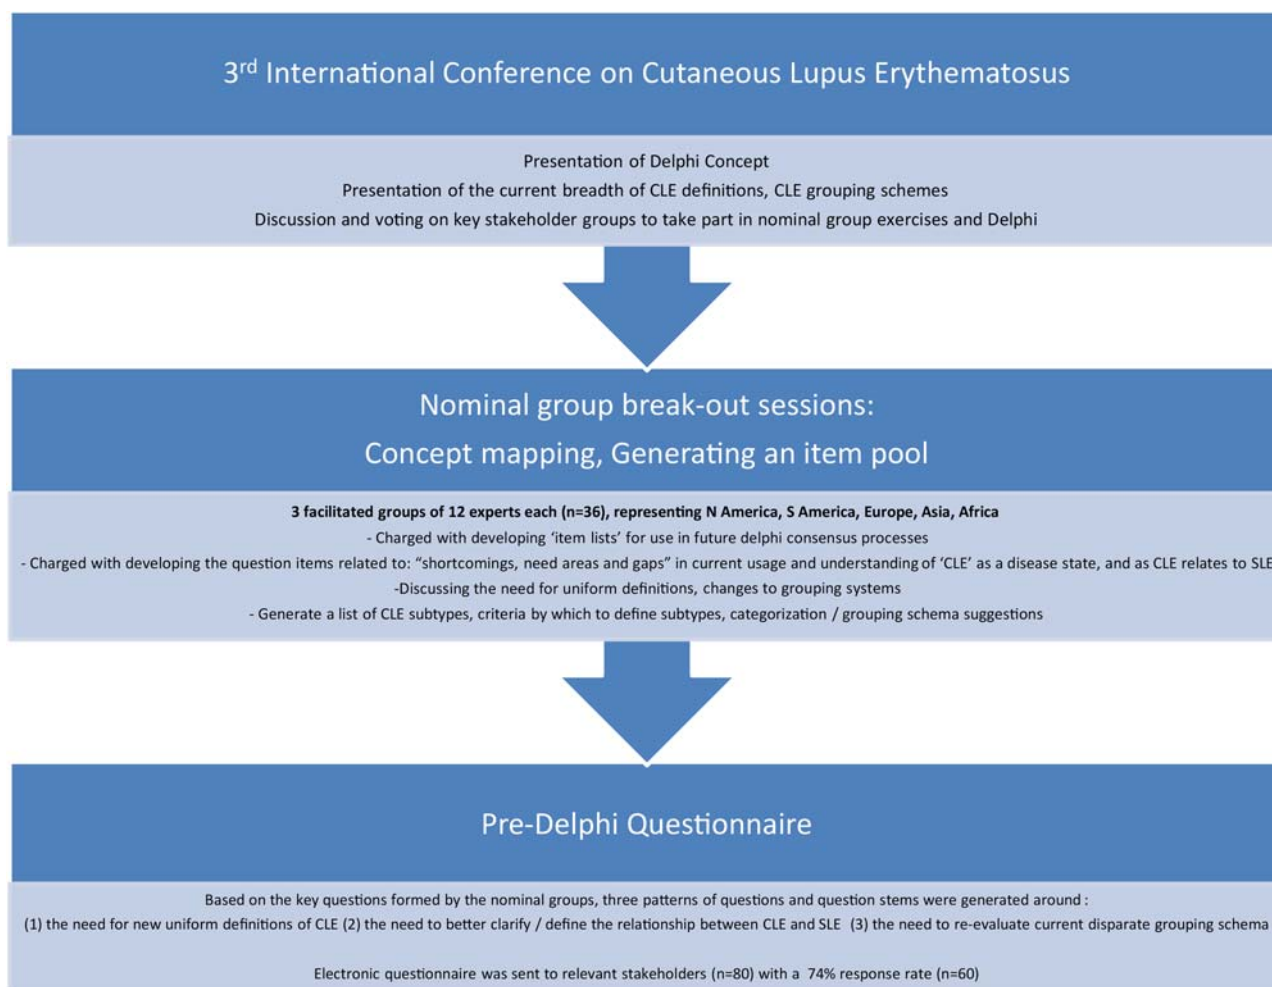 3rd International Conference on Cutaneous Lupus Erythematosus
Presentation of Delphi Concept
Presentation of the current breadth of CLE definitions, CLE grouping schemes
Discussion and voting on key stakeholder groups to take part in nominal group exercises and Delphi
Nominal group break-out sessions:
Concept mapping, Generating an item pool
3 facilitated groups of 12 experts each (n=36), representing N America, S America, Europe, Asia, Africa
- Charged with developing ‘item lists’ for use in future delphi consensus processes
- Charged with developing the question items related to: “shortcomings, need areas and gaps” in current usage and understanding of ‘CLE’ as a disease state, and as CLE relates to SLE
-Discussing the need for uniform definitions, changes to grouping systems
- Generate a list of CLE subtypes, criteria by which to define subtypes, categorization / grouping schema suggestions
Pre-Delphi Questionnaire
Based on the key questions formed by the nominal groups, three patterns of questions and question stems were generated around :
(1) the need for new uniform definitions of CLE (2) the need to better clarify / define the relationship between CLE and SLE (3) the need to re-evaluate current disparate grouping schema
Electronic questionnaire was sent to relevant stakeholders (n=80) with a 74% response rate (n=60)